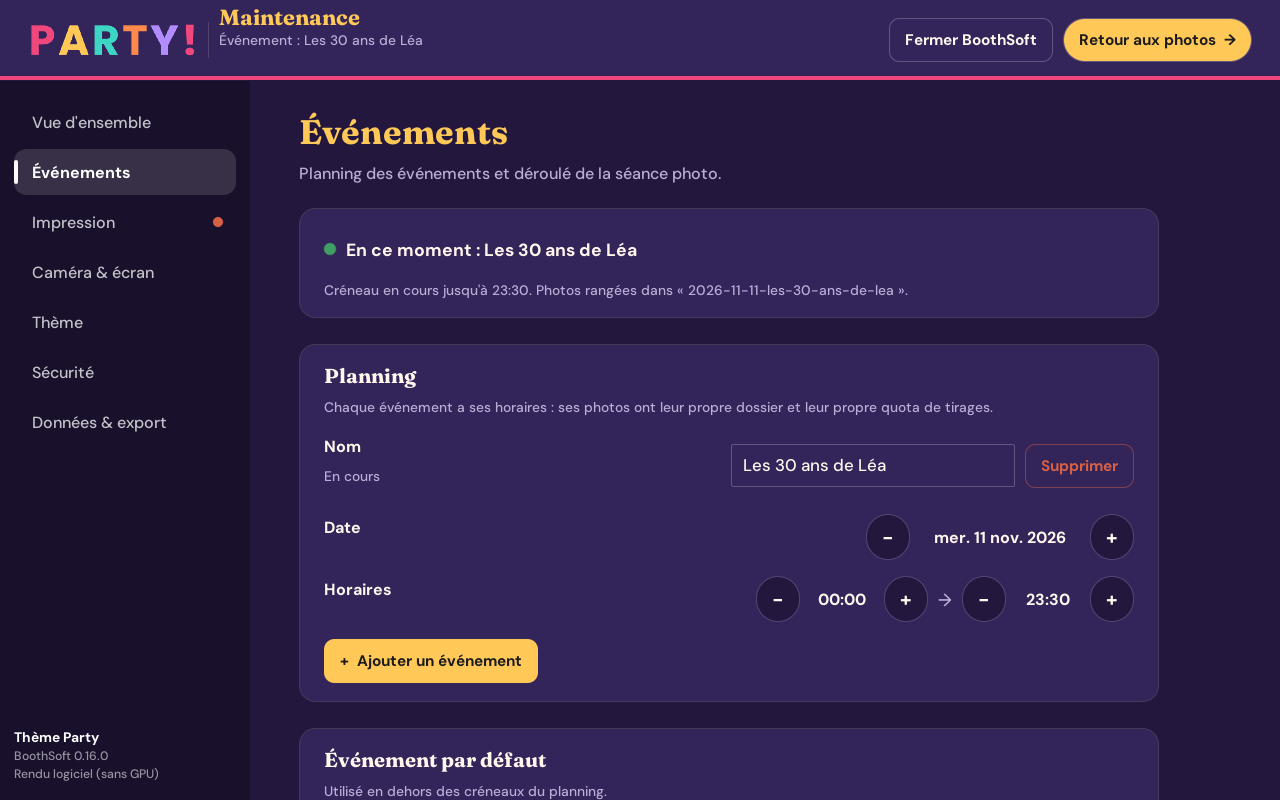 PARTY!
Maintenance
Événement : Les 30 ans de Léa
Fermer BoothSoft
Retour aux photos →
Vue d'ensemble
Événements
Impression
Caméra & écran
Thème
Sécurité
Données & export
Thème Party
BoothSoft 0.16.0
Rendu logiciel (sans GPU)
Événements
Planning des événements et déroulé de la séance photo.
En ce moment : Les 30 ans de Léa
Créneau en cours jusqu'à 23:30. Photos rangées dans « 2026-11-11-les-30-ans-de-lea ».
Planning
Chaque événement a ses horaires : ses photos ont leur propre dossier et leur propre quota de tirages.
Nom
En cours
Les 30 ans de Léa
Supprimer
Date
− mer. 11 nov. 2026 +
Horaires
− 00:00 + → − 23:30 +
+ Ajouter un événement
Événement par défaut
Utilisé en dehors des créneaux du planning.